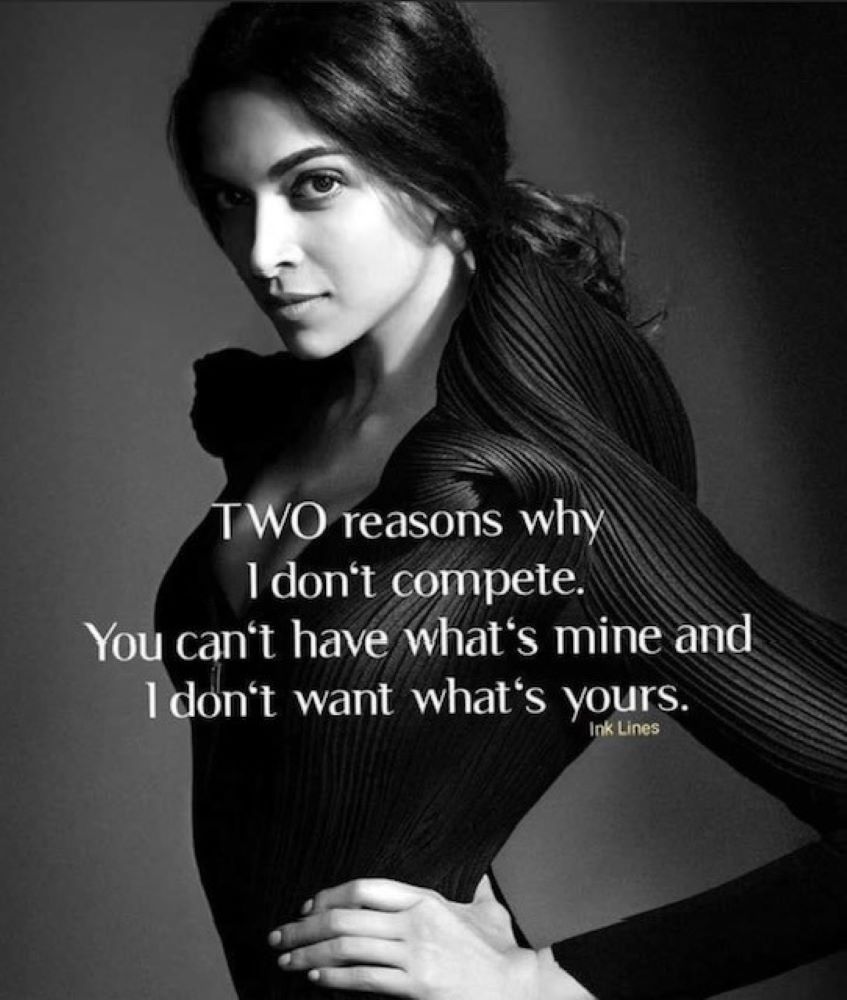 TWO reasons why
I don‘t compete.
You can‘t have what‘s mine and
I don‘t want what‘s yours.
Ink Lines